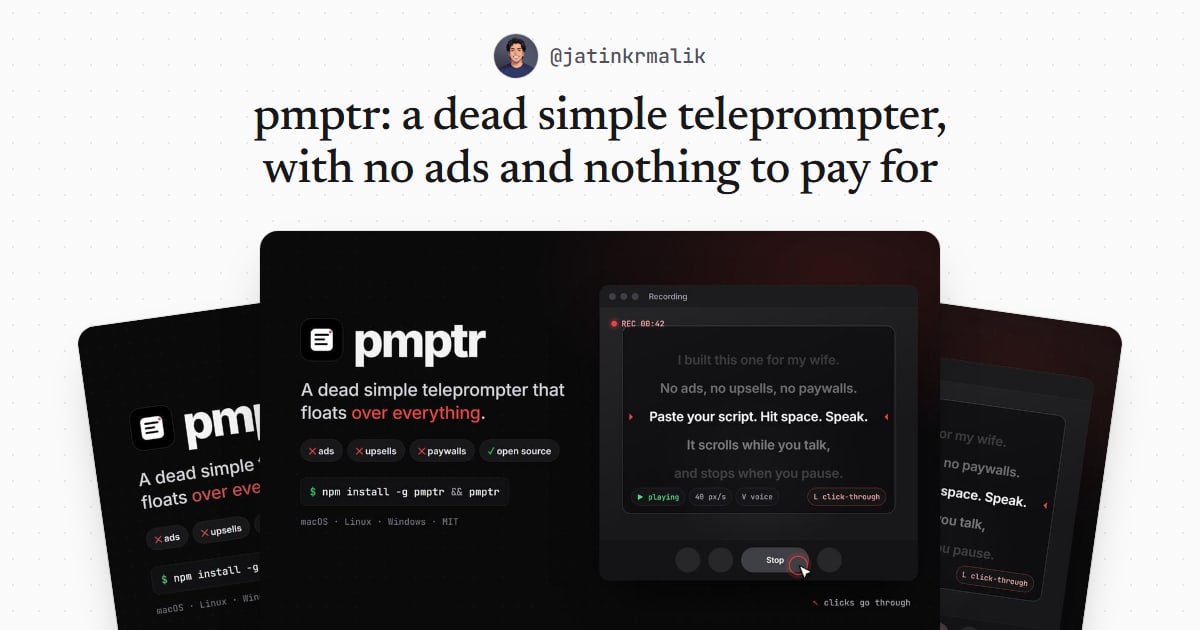 @jatinkrmalik
pmptr: a dead simple teleprompter,
with no ads and nothing to pay for
pmptr
A dead simple teleprompter that
floats over everything.
✗ ads
✗ upsells
✗ paywalls
✓ open source
$ npm install -g pmptr && pmptr
macOS · Linux · Windows · MIT
Recording
REC 00:42
I built this one for my wife.
No ads, no upsells, no paywalls.
Paste your script. Hit space. Speak.
It scrolls while you talk,
and stops when you pause.
▶ playing
40 px/s
V voice
L click-through
Stop
clicks go through
pmp
A dead simple
floats over eve
✗ ads
✗ upsells
$ npm install -g
macOS · Linux · Win
or my wife.
no paywalls.
space. Speak.
ou talk,
u pause.
L click-through